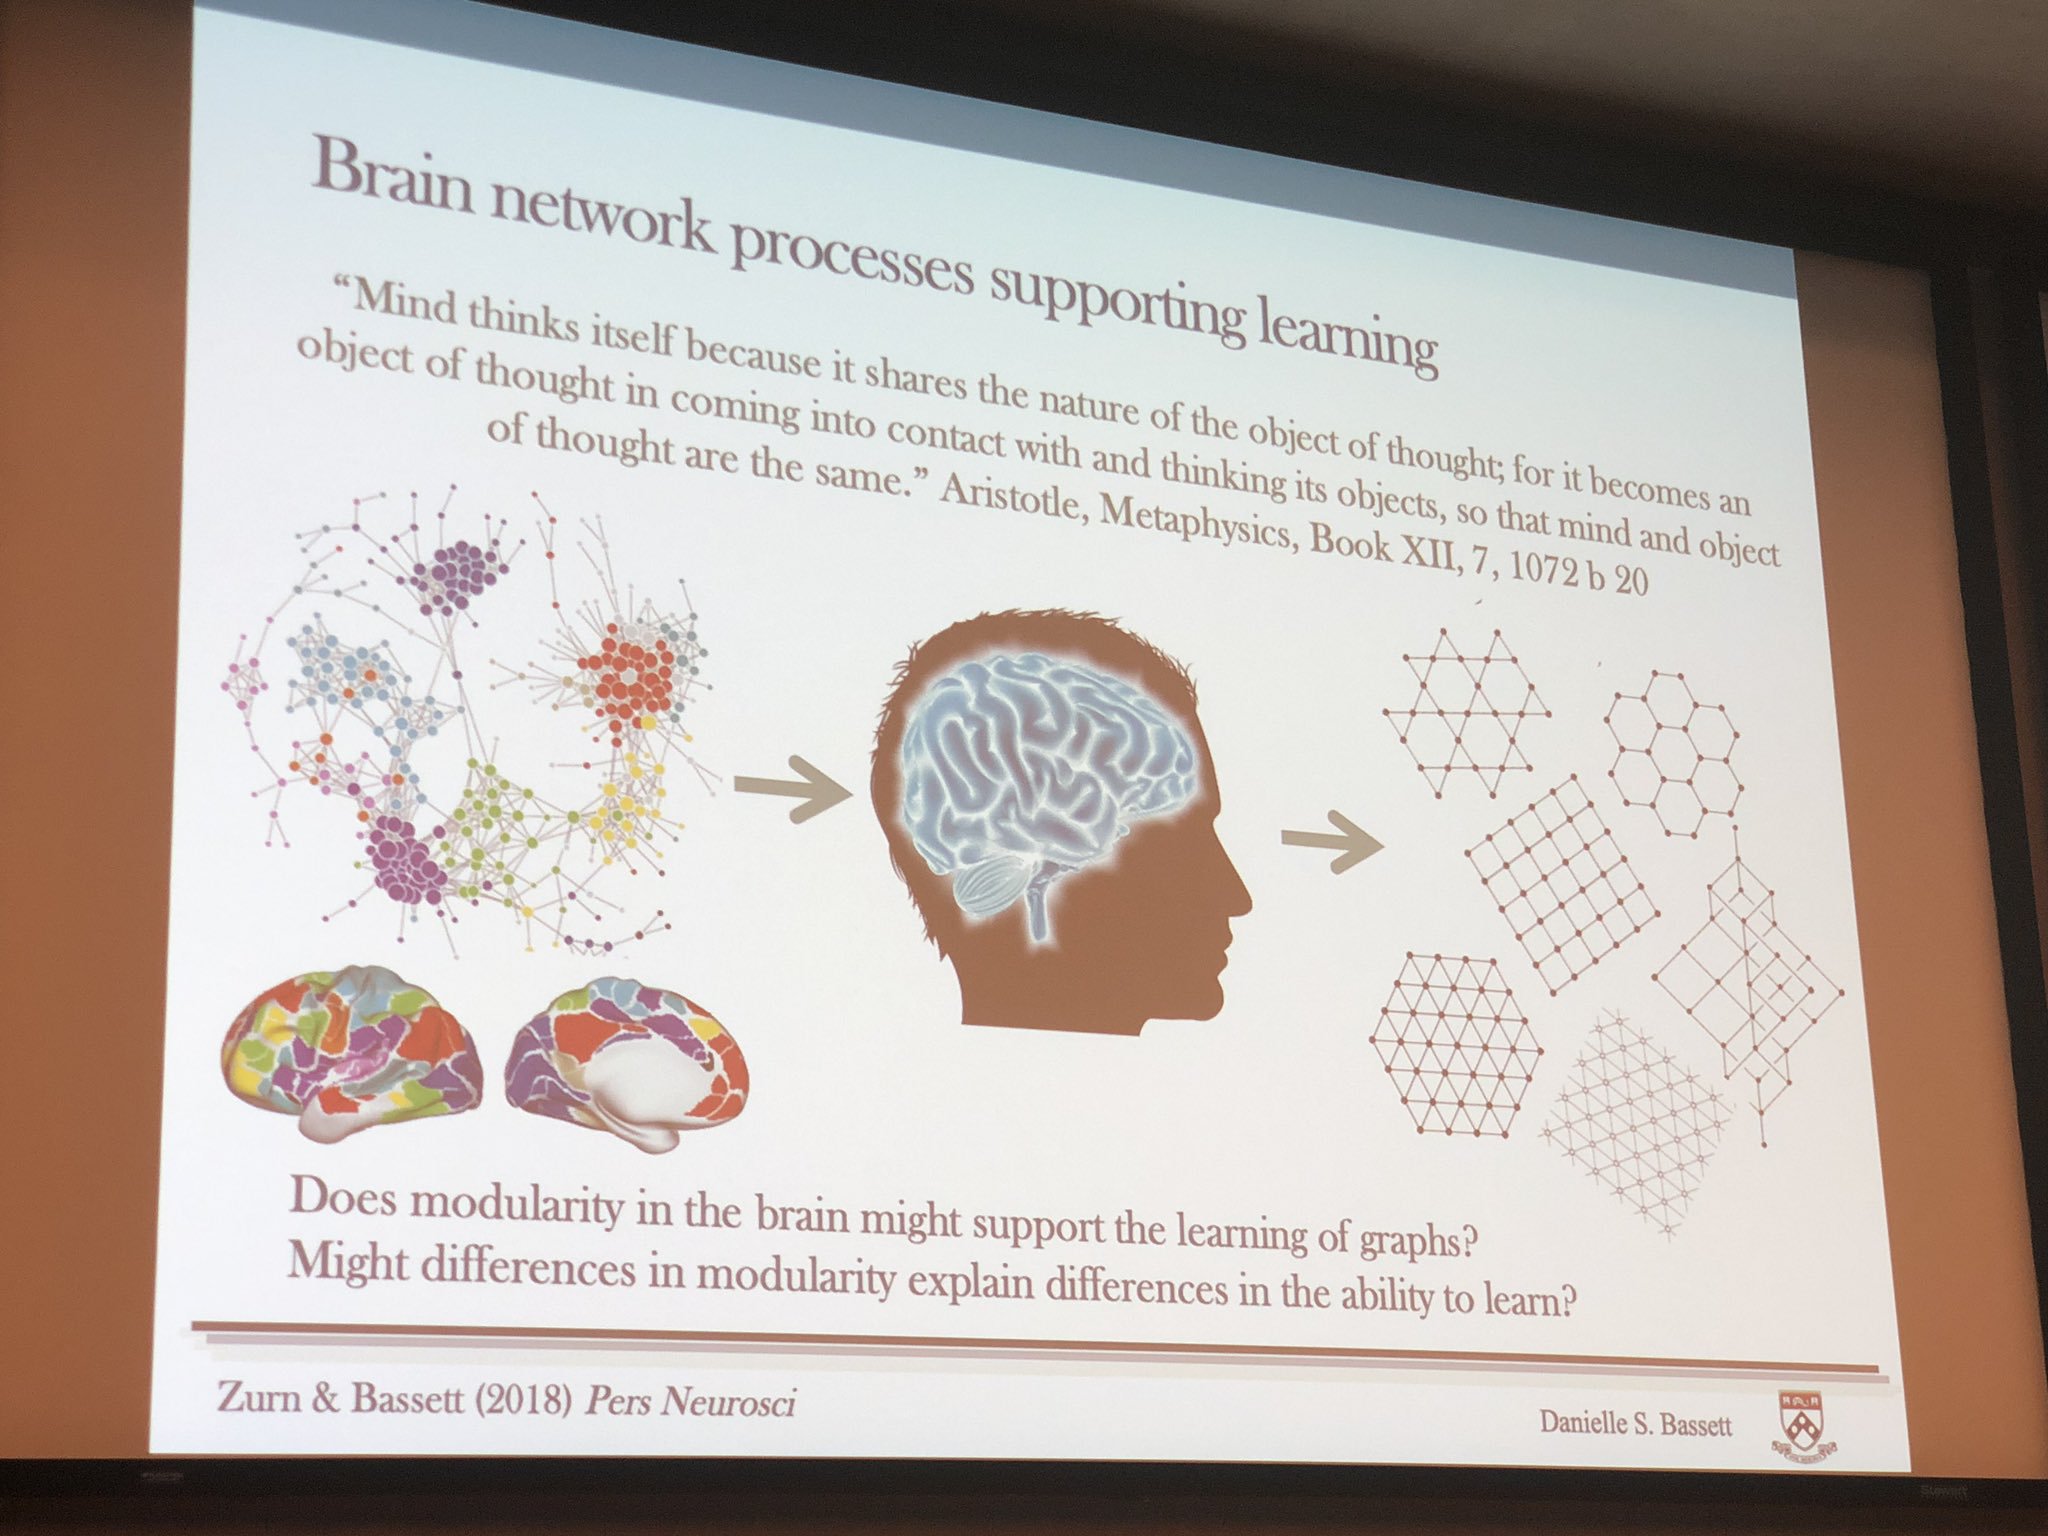 Brain network processes supporting learning
“Mind thinks itself because it shares the nature of the object of thought; for it becomes an
object of thought in coming into contact with and thinking its objects, so that mind and object
of thought are the same.” Aristotle, Metaphysics, Book XII, 7, 1072 b 20
Does modularity in the brain might support the learning of graphs?
Might differences in modularity explain differences in the ability to learn?
Zurn & Bassett (2018) Pers Neurosci
Danielle S. Bassett
Stewart